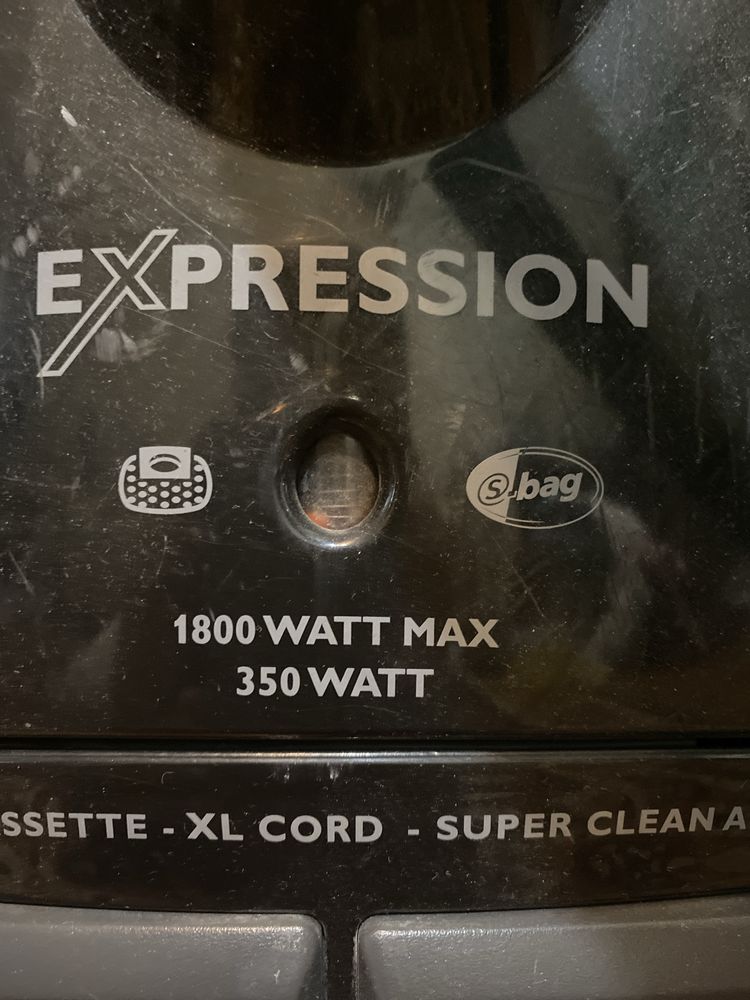 EXPRESSION
s-bag
1800 WATT MAX
350 WATT
SSETTE - XL CORD - SUPER CLEAN A